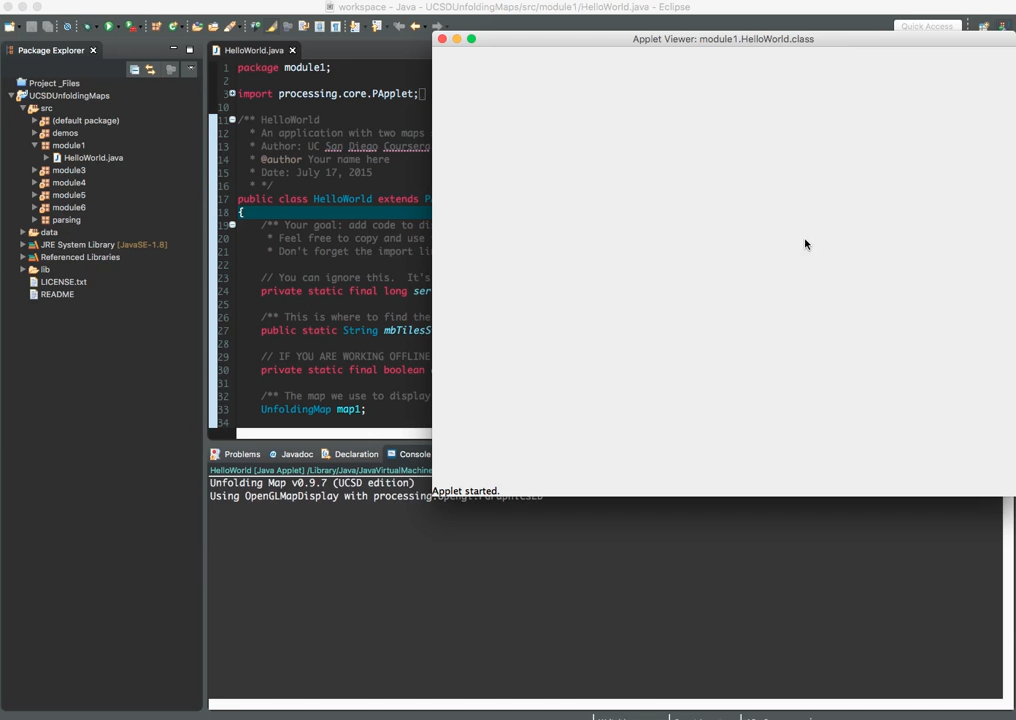 workspace - Java - UCSDUnfoldingMaps/src/module1/HelloWorld.java - Eclipse
Quick Access
Package Explorer
Project _Files
UCSDUnfoldingMaps
src
(default package)
demos
module1
HelloWorld.java
module3
module4
module5
module6
parsing
data
JRE System Library [JavaSE-1.8]
Referenced Libraries
lib
LICENSE.txt
README
HelloWorld.java
1 package module1;
2
3 import processing.core.PApplet;
10
11 /** HelloWorld
12 * An application with two maps
13 * Author: UC San Diego Coursera
14 * @author Your name here
15 * Date: July 17, 2015
16 * */
17 public class HelloWorld extends P
18 {
19 /** Your goal: add code to di
20 * Feel free to copy and use
21 * Don't forget the import li
22
23 // You can ignore this. It's
24 private static final long ser
25
26 /** This is where to find the
27 public static String mbTilesS
28
29 // IF YOU ARE WORKING OFFLINE
30 private static final boolean
31
32 /** The map we use to display
33 UnfoldingMap map1;
34
Applet Viewer: module1.HelloWorld.class
Applet started.
Problems Javadoc Declaration Console
HelloWorld [Java Applet] /Library/Java/JavaVirtualMachine
Unfolding Map v0.9.7 (UCSD edition)
Using OpenGLMapDisplay with processing.